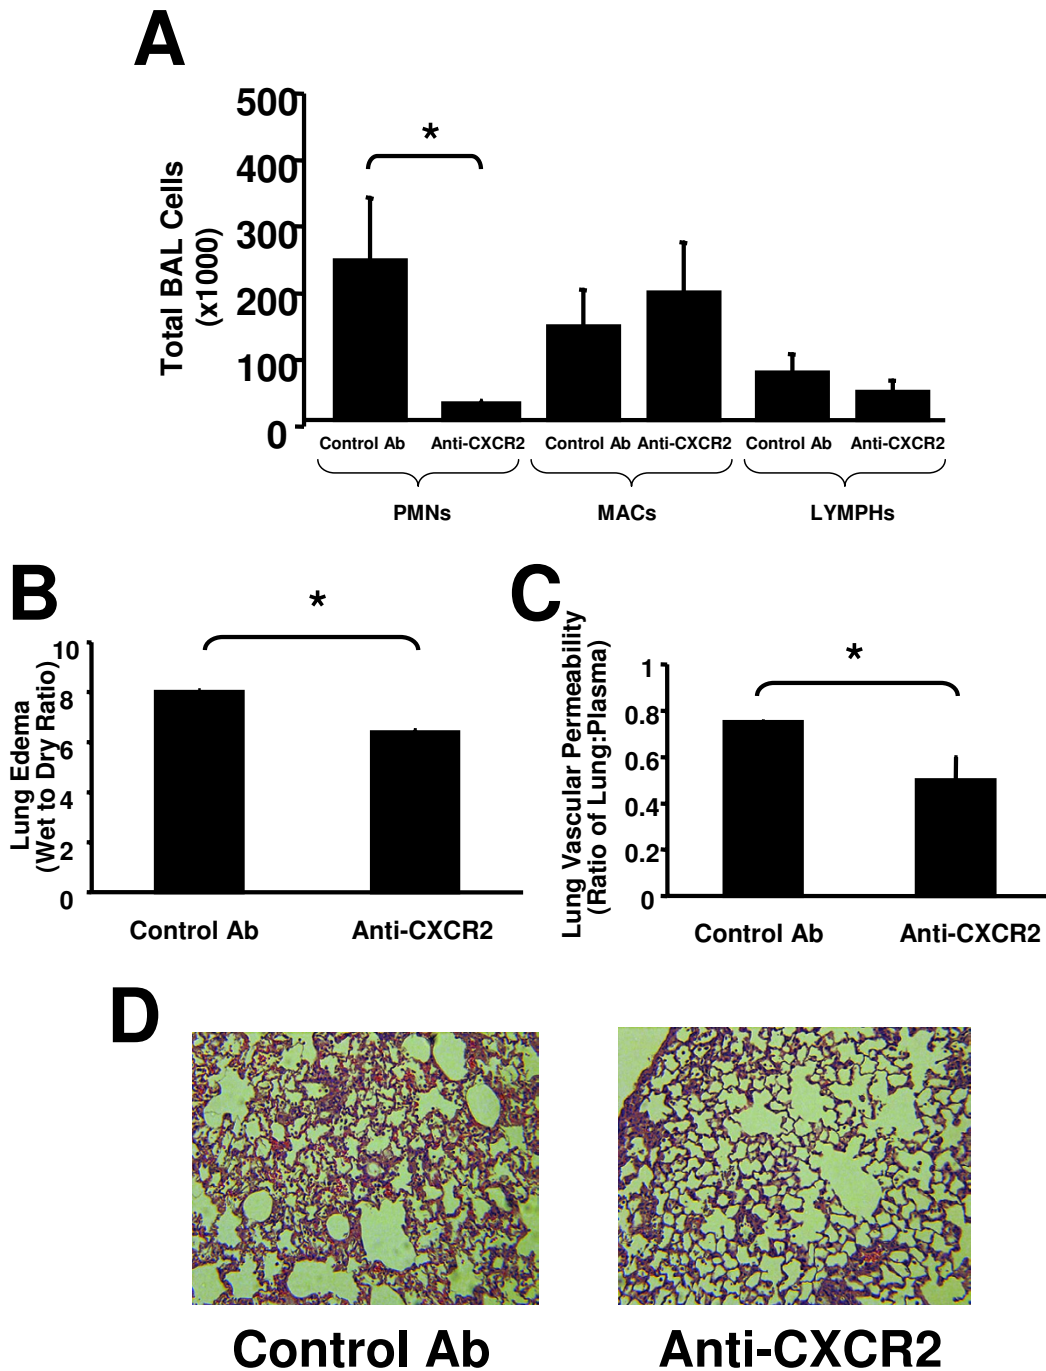 A
500
400
300
200
100
0
Total BAL Cells
(x1000)
*
Control Ab
Anti-CXCR2
Control Ab
Anti-CXCR2
Control Ab
Anti-CXCR2
PMNs
MACs
LYMPHs
B
10
8
6
4
2
0
Lung Edema
(Wet to Dry Ratio)
*
Control Ab
Anti-CXCR2
C
1
0.8
0.6
0.4
0.2
0
Lung Vascular Permeability
(Ratio of Lung:Plasma)
*
Control Ab
Anti-CXCR2
D
Control Ab
Anti-CXCR2